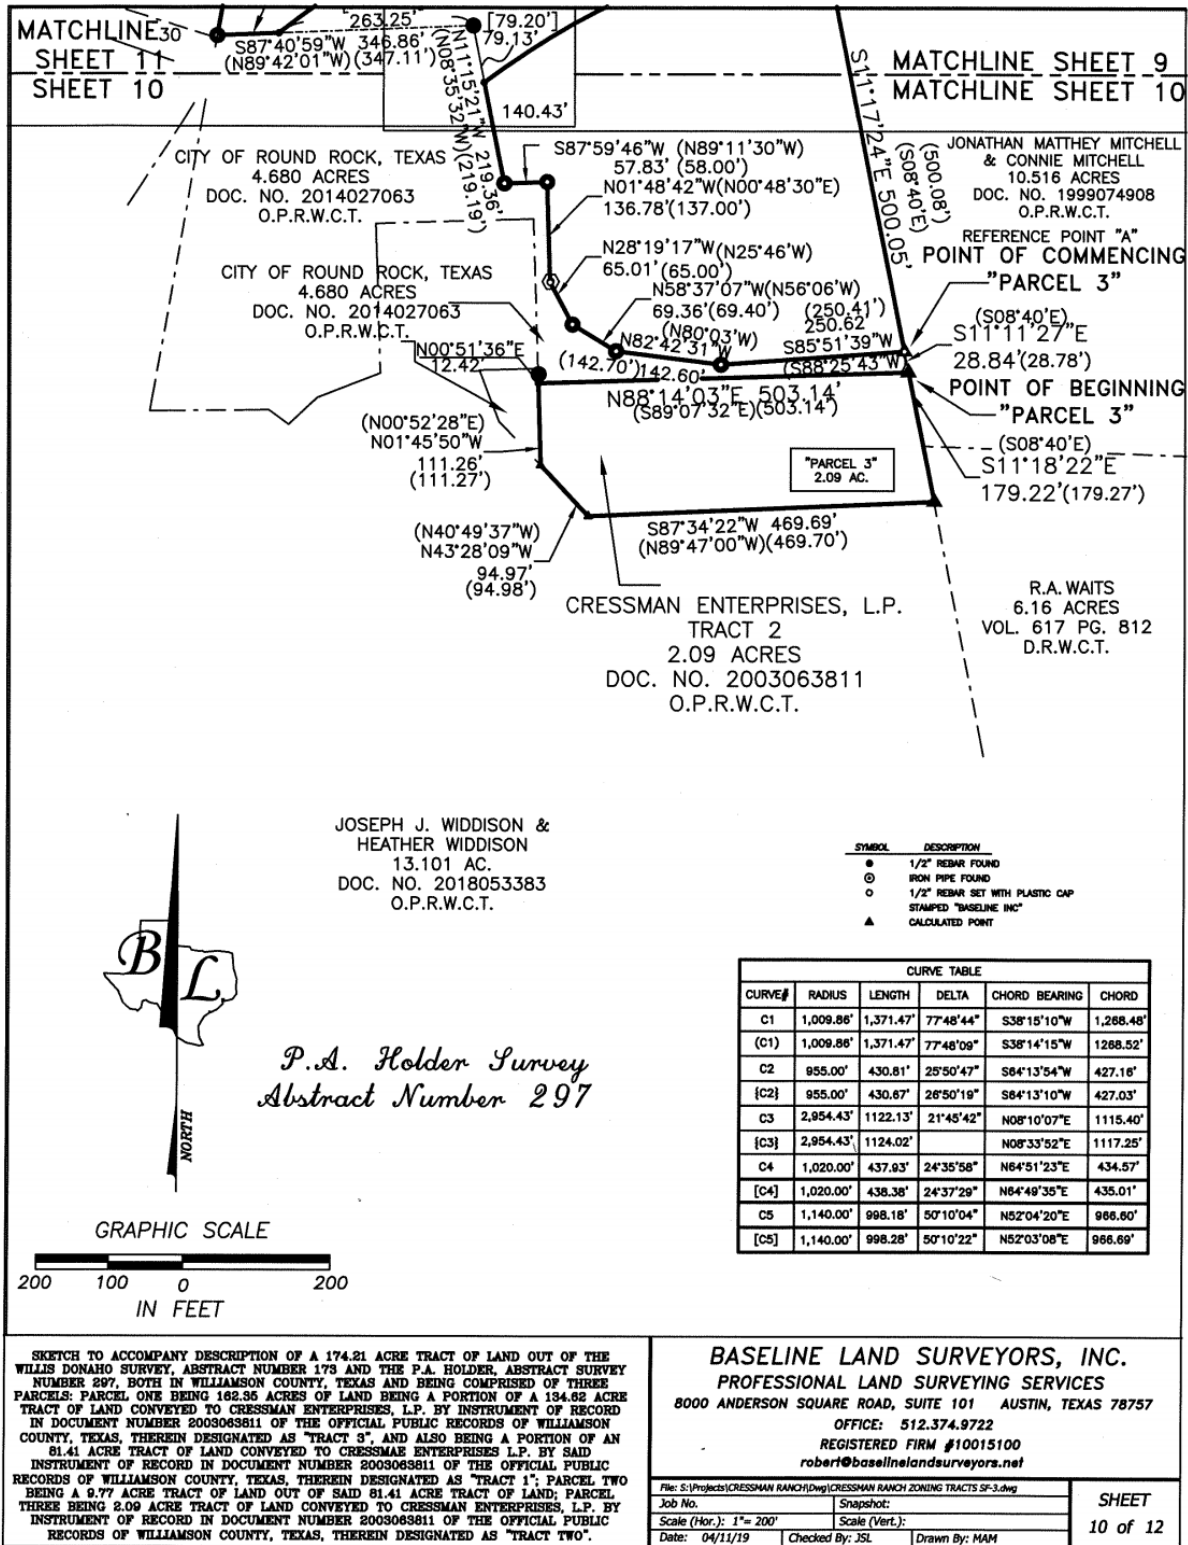 MATCHLINE
SHEET 11
SHEET 10
30
S87°40'59"W 346.86'
(N89°42'01"W)(347.11')
263.25'
[79.20']
79.13'
140.43'
N11°15'21"W 219.36'
(N08°35'32"W)(219.19')
MATCHLINE SHEET 9
MATCHLINE SHEET 10
S11°17'24"E 500.05'
(S08°40'E)
(500.08')
JONATHAN MATTHEY MITCHELL
& CONNIE MITCHELL
10.516 ACRES
DOC. NO. 1999074908
O.P.R.W.C.T.
CITY OF ROUND ROCK, TEXAS
4.680 ACRES
DOC. NO. 2014027063
O.P.R.W.C.T.
S87°59'46"W (N89°11'30"W)
57.83' (58.00')
N01°48'42"W(N00°48'30"E)
136.78'(137.00')
N28°19'17"W(N25°46'W)
65.01'(65.00')
N58°37'07"W(N56°06'W)
69.36'(69.40')
(N80°03'W)
N82°42'31"W
(142.70')
142.60'
(250.41')
250.62
S85°51'39"W
(S88°25'43"W)
REFERENCE POINT "A"
POINT OF COMMENCING
"PARCEL 3"
(S08°40'E)
S11°11'27"E
28.84'(28.78')
POINT OF BEGINNING
"PARCEL 3"
(S08°40'E)
S11°18'22"E
179.22'(179.27')
CITY OF ROUND ROCK, TEXAS
4.680 ACRES
DOC. NO. 2014027063
O.P.R.W.C.T.
N00°51'36"E
12.42'
N88°14'03"E 503.14'
(S89°07'32"E)(503.14')
(N00°52'28"E)
N01°45'50"W
111.26'
(111.27')
"PARCEL 3"
2.09 AC.
S87°34'22"W 469.69'
(N89°47'00"W)(469.70')
(N40°49'37"W)
N43°28'09"W
94.97'
(94.98')
CRESSMAN ENTERPRISES, L.P.
TRACT 2
2.09 ACRES
DOC. NO. 2003063811
O.P.R.W.C.T.
R.A. WAITS
6.16 ACRES
VOL. 617 PG. 812
D.R.W.C.T.
JOSEPH J. WIDDISON &
HEATHER WIDDISON
13.101 AC.
DOC. NO. 2018053383
O.P.R.W.C.T.
SYMBOL DESCRIPTION
1/2" REBAR FOUND
IRON PIPE FOUND
1/2" REBAR SET WITH PLASTIC CAP
STAMPED "BASELINE INC"
CALCULATED POINT
B L
NORTH
P.A. Holder Survey
Abstract Number 297
CURVE TABLE
CURVE# RADIUS LENGTH DELTA CHORD BEARING CHORD
C1 1,009.86' 1,371.47' 77°48'44" S38°15'10"W 1,268.48'
(C1) 1,009.86' 1,371.47' 77°48'09" S38°14'15"W 1268.52'
C2 955.00' 430.81' 25°50'47" S64°13'54"W 427.16'
{C2} 955.00' 430.67' 26°50'19" S64°13'10"W 427.03'
C3 2,954.43' 1122.13' 21°45'42" N08°10'07"E 1115.40'
{C3} 2,954.43' 1124.02' N08°33'52"E 1117.25'
C4 1,020.00' 437.93' 24°35'58" N64°51'23"E 434.57'
[C4] 1,020.00' 438.38' 24°37'29" N64°49'35"E 435.01'
C5 1,140.00' 998.18' 50°10'04" N52°04'20"E 966.60'
[C5] 1,140.00' 998.28' 50°10'22" N52°03'08"E 966.69'
GRAPHIC SCALE
200 100 0 200
IN FEET
SKETCH TO ACCOMPANY DESCRIPTION OF A 174.21 ACRE TRACT OF LAND OUT OF THE
WILLIS DONAHO SURVEY, ABSTRACT NUMBER 173 AND THE P.A. HOLDER, ABSTRACT SURVEY
NUMBER 297, BOTH IN WILLIAMSON COUNTY, TEXAS AND BEING COMPRISED OF THREE
PARCELS: PARCEL ONE BEING 162.35 ACRES OF LAND BEING A PORTION OF A 134.62 ACRE
TRACT OF LAND CONVEYED TO CRESSMAN ENTERPRISES, L.P. BY INSTRUMENT OF RECORD
IN DOCUMENT NUMBER 2003063811 OF THE OFFICIAL PUBLIC RECORDS OF WILLIAMSON
COUNTY, TEXAS, THEREIN DESIGNATED AS "TRACT 3", AND ALSO BEING A PORTION OF AN
81.41 ACRE TRACT OF LAND CONVEYED TO CRESSMAE ENTERPRISES L.P. BY SAID
INSTRUMENT OF RECORD IN DOCUMENT NUMBER 2003063811 OF THE OFFICIAL PUBLIC
RECORDS OF WILLIAMSON COUNTY, TEXAS, THEREIN DESIGNATED AS "TRACT 1"; PARCEL TWO
BEING A 9.77 ACRE TRACT OF LAND OUT OF SAID 81.41 ACRE TRACT OF LAND; PARCEL
THREE BEING 2.09 ACRE TRACT OF LAND CONVEYED TO CRESSMAN ENTERPRISES, L.P. BY
INSTRUMENT OF RECORD IN DOCUMENT NUMBER 2003063811 OF THE OFFICIAL PUBLIC
RECORDS OF WILLIAMSON COUNTY, TEXAS, THEREIN DESIGNATED AS "TRACT TWO".
BASELINE LAND SURVEYORS, INC.
PROFESSIONAL LAND SURVEYING SERVICES
8000 ANDERSON SQUARE ROAD, SUITE 101 AUSTIN, TEXAS 78757
OFFICE: 512.374.9722
REGISTERED FIRM #10015100
robert@baselinelandsurveyors.net
File: S:\Projects\CRESSMAN RANCH\Dwg\CRESSMAN RANCH ZONING TRACTS SF-3.dwg
Job No. Snapshot:
Scale (Hor.): 1"= 200' Scale (Vert.):
Date: 04/11/19 Checked By: JSL Drawn By: MAM
SHEET
10 of 12